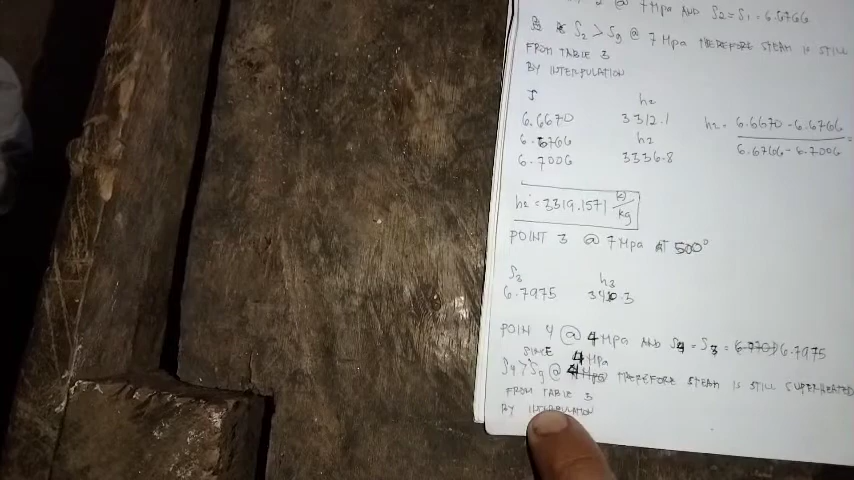 2 @ 7 MPa AND S2 = S1 = 6.6766
S2 > Sg @ 7 MPa THEREFORE STEAM IS STILL
FROM TABLE 3
BY INTERPOLATION
S h2
6.6670 3312.1 h2 = 6.6670 - 6.6766 =
6.6766 h2 6.6766 - 6.7006
6.7006 3336.8
h2 = 3319.1571 kJ/kg
POINT 3 @ 7 MPa AT 500°
S3 h3
6.7975 3410.3
POIN 4 @ 4 MPa AND S4 = S3 = 6.7975
SINCE 4 MPa
S4 > Sg @ THEREFORE STEAM IS STILL SUPERHEATED
FROM TABLE 3
BY INTERPOLATION